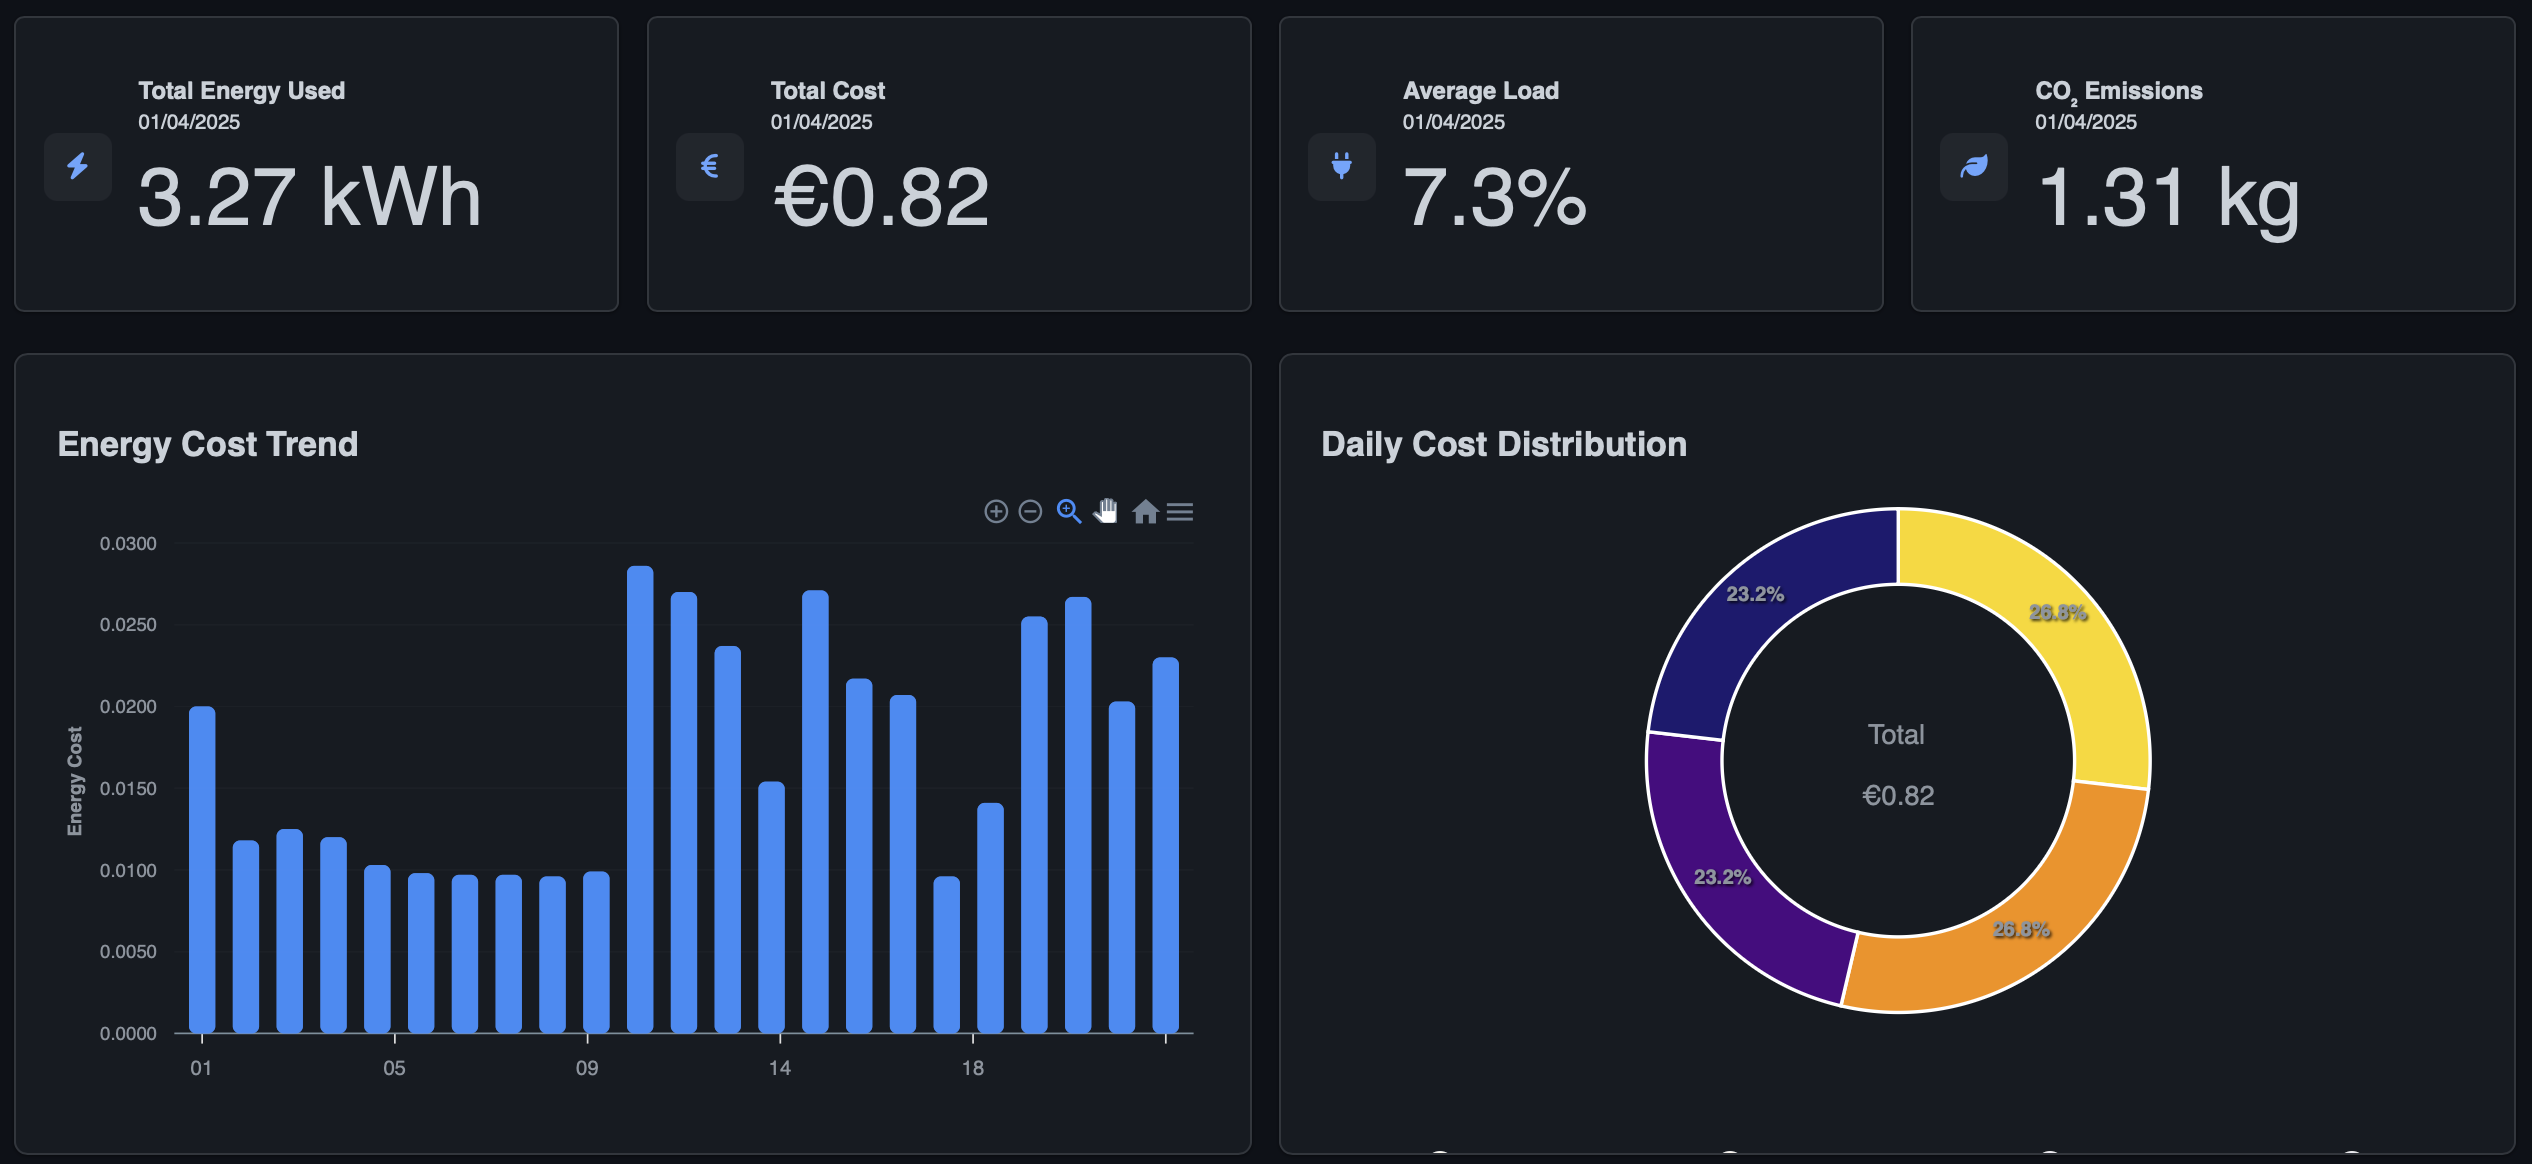 Total Energy Used
01/04/2025
3.27 kWh
Total Cost
01/04/2025
€0.82
Average Load
01/04/2025
7.3%
CO₂ Emissions
01/04/2025
1.31 kg
Energy Cost Trend
0.0300
0.0250
0.0200
0.0150
0.0100
0.0050
0.0000
Energy Cost
01
05
09
14
18
Daily Cost Distribution
23.2%
26.8%
Total
€0.82
23.2%
26.8%